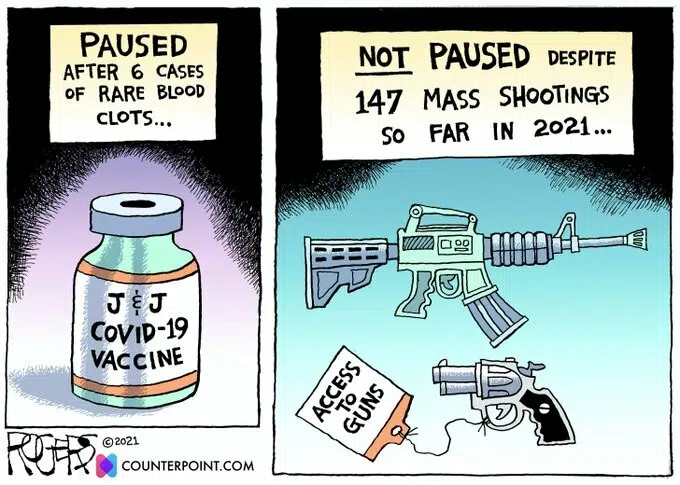 PAUSED
AFTER 6 CASES
OF RARE BLOOD
CLOTS...
J & J
COVID-19
VACCINE
NOT PAUSED DESPITE
147 MASS SHOOTINGS
SO FAR IN 2021...
ACCESS
TO
GUNS
ROGERS ©2021
COUNTERPOINT.COM